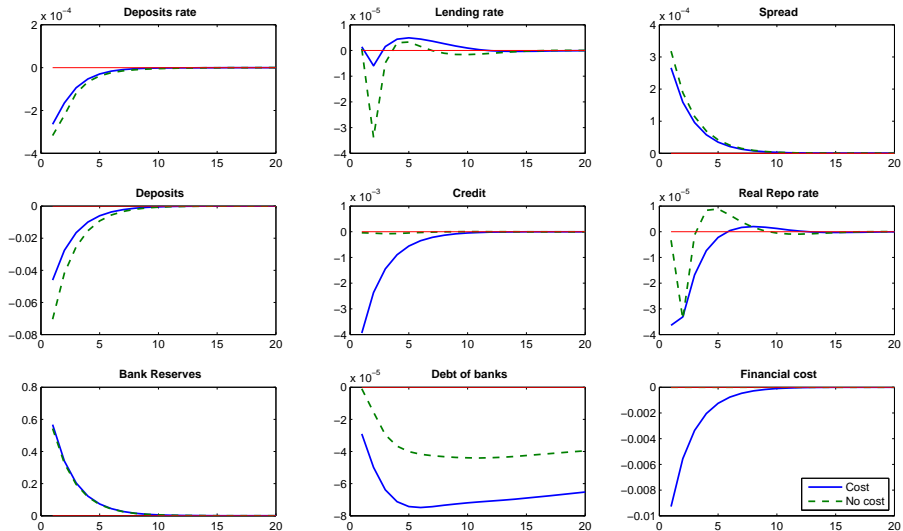 Deposits rate
x 10⁻⁴
2
0
−2
−4
0 5 10 15 20
Lending rate
x 10⁻⁵
1
0
−1
−2
−3
−4
0 5 10 15 20
Spread
x 10⁻⁴
4
3
2
1
0
0 5 10 15 20
Deposits
0
−0.02
−0.04
−0.06
−0.08
0 5 10 15 20
Credit
x 10⁻³
1
0
−1
−2
−3
−4
0 5 10 15 20
Real Repo rate
x 10⁻⁵
1
0
−1
−2
−3
−4
0 5 10 15 20
Bank Reserves
0.8
0.6
0.4
0.2
0
0 5 10 15 20
Debt of banks
x 10⁻⁵
0
−2
−4
−6
−8
0 5 10 15 20
Financial cost
0
−0.002
−0.004
−0.006
−0.008
−0.01
0 5 10 15 20
Cost
No cost